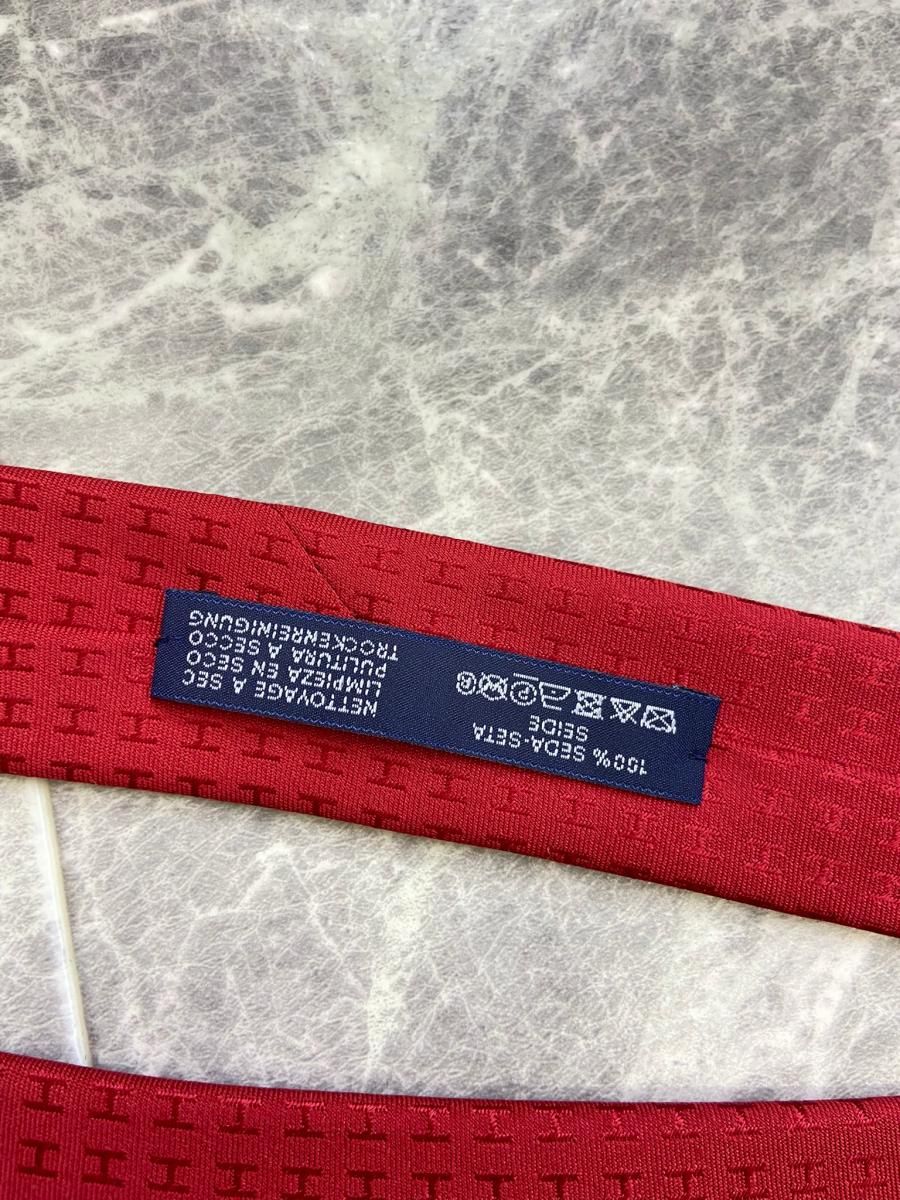 100% SEDA-SETA
SEIDE
NETTOYAGE A SEC
LIMPIEZA EN SECO
PULITURA A SECCO
TROCKENREINIGUNG